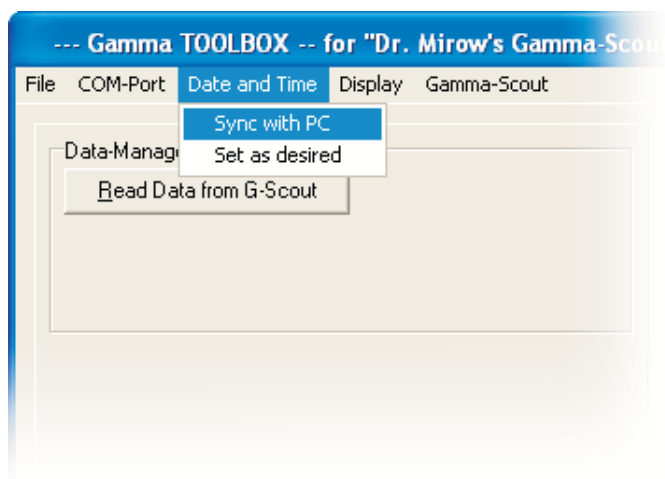 --- Gamma TOOLBOX -- for "Dr. Mirow's Gamma-Scou
File COM-Port Date and Time Display Gamma-Scout
Sync with PC
Set as desired
Data-Manag
Read Data from G-Scout